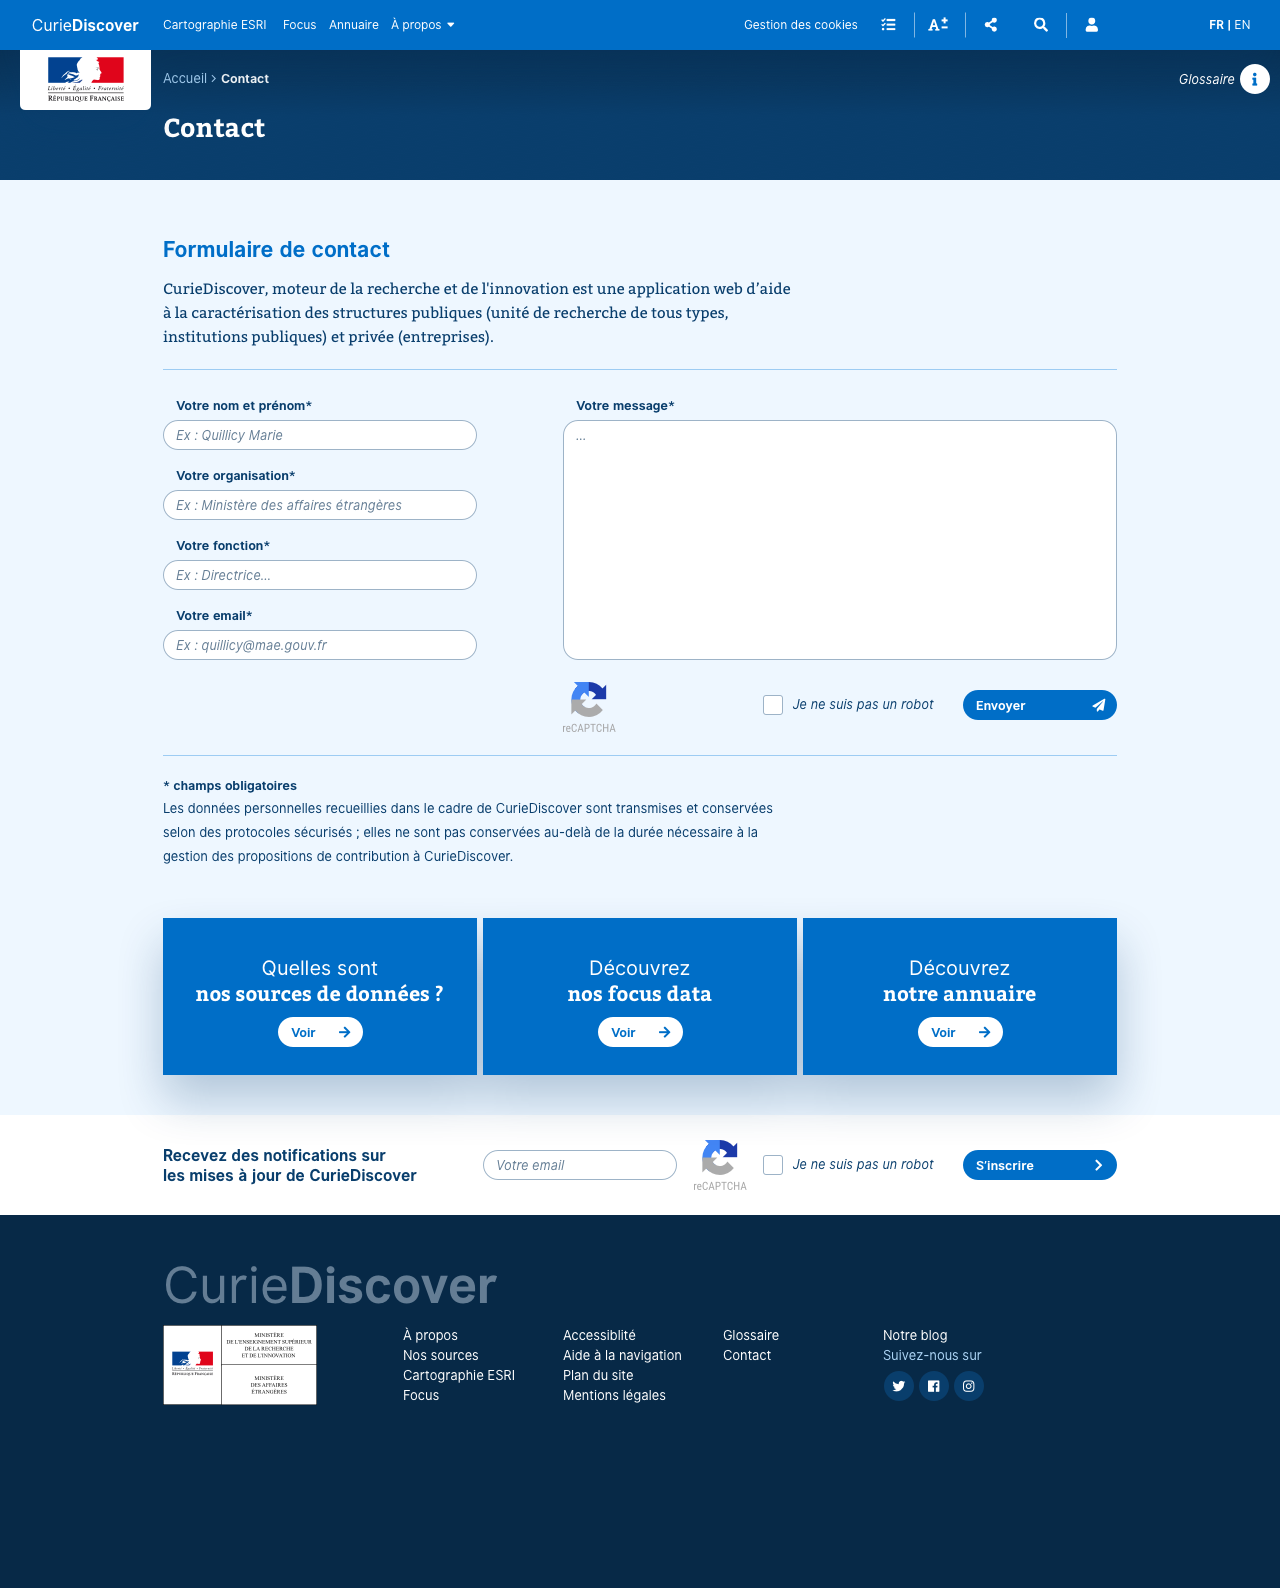 CurieDiscover Cartographie ESRI Focus Annuaire À propos Gestion des cookies A± FR | EN
Liberté • Égalité • Fraternité
RÉPUBLIQUE FRANÇAISE
Accueil > Contact
Glossaire
Contact
Formulaire de contact
CurieDiscover, moteur de la recherche et de l'innovation est une application web d’aide
à la caractérisation des structures publiques (unité de recherche de tous types,
institutions publiques) et privée (entreprises).
Votre nom et prénom*
Ex : Quillicy Marie
Votre organisation*
Ex : Ministère des affaires étrangères
Votre fonction*
Ex : Directrice...
Votre email*
Ex : quillicy@mae.gouv.fr
Votre message*
...
reCAPTCHA
Je ne suis pas un robot
Envoyer
* champs obligatoires
Les données personnelles recueillies dans le cadre de CurieDiscover sont transmises et conservées
selon des protocoles sécurisés ; elles ne sont pas conservées au-delà de la durée nécessaire à la
gestion des propositions de contribution à CurieDiscover.
Quelles sont
nos sources de données ?
Voir
Découvrez
nos focus data
Voir
Découvrez
notre annuaire
Voir
Recevez des notifications sur
les mises à jour de CurieDiscover
Votre email
reCAPTCHA
Je ne suis pas un robot
S’inscrire
CurieDiscover
Liberté • Égalité • Fraternité
RÉPUBLIQUE FRANÇAISE
MINISTÈRE
DE L'ENSEIGNEMENT SUPÉRIEUR
DE LA RECHERCHE
ET DE L'INNOVATION
MINISTÈRE
DES AFFAIRES
ÉTRANGÈRES
À propos
Nos sources
Cartographie ESRI
Focus
Accessiblité
Aide à la navigation
Plan du site
Mentions légales
Glossaire
Contact
Notre blog
Suivez-nous sur